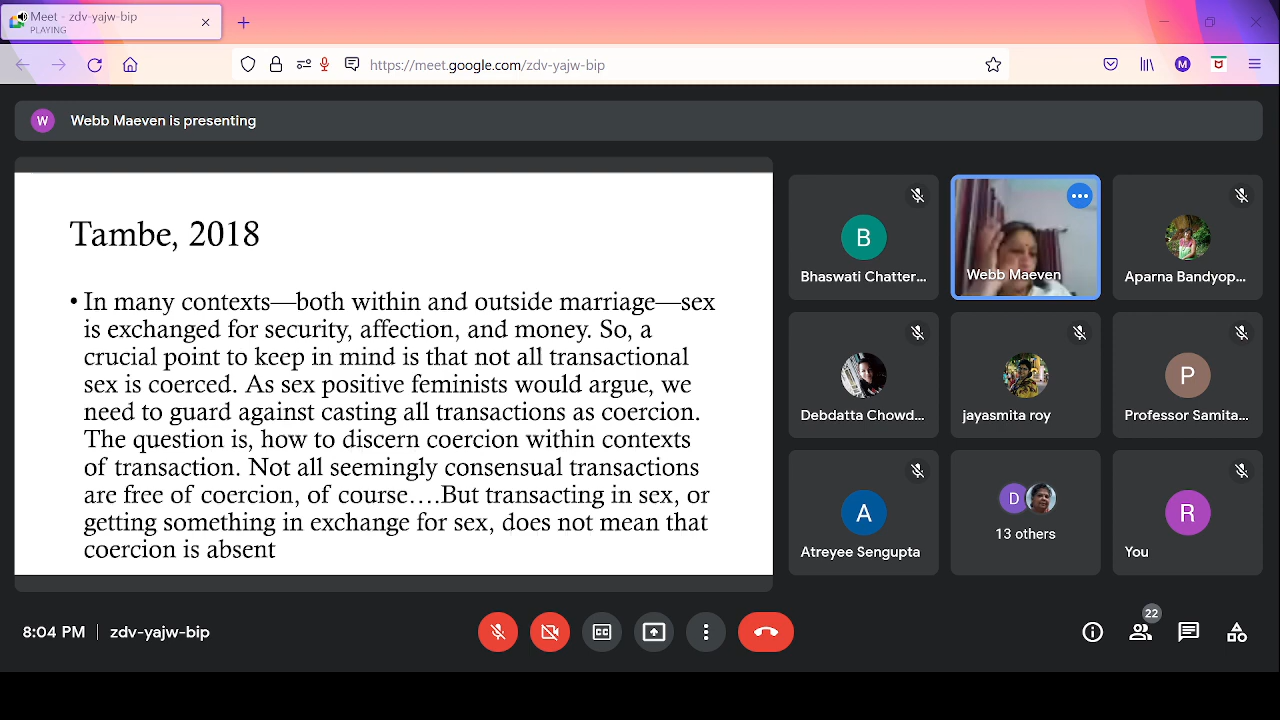 Meet - zdv-yajw-bip
PLAYING
https://meet.google.com/zdv-yajw-bip
M
W
Webb Maeven is presenting
Tambe, 2018
• In many contexts—both within and outside marriage—sex
is exchanged for security, affection, and money. So, a
crucial point to keep in mind is that not all transactional
sex is coerced. As sex positive feminists would argue, we
need to guard against casting all transactions as coercion.
The question is, how to discern coercion within contexts
of transaction. Not all seemingly consensual transactions
are free of coercion, of course….But transacting in sex, or
getting something in exchange for sex, does not mean that
coercion is absent
B
Bhaswati Chatter...
Webb Maeven
Aparna Bandyop...
Debdatta Chowd...
jayasmita roy
P
Professor Samita...
A
Atreyee Sengupta
D
13 others
R
You
8:04 PM
zdv-yajw-bip
CC
22